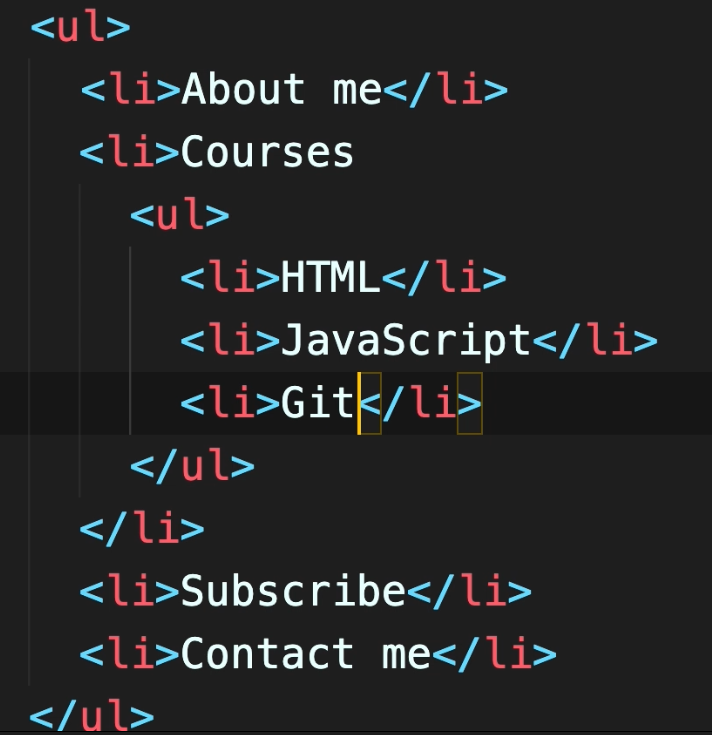 <ul>
<li>About me</li>
<li>Courses
<ul>
<li>HTML</li>
<li>JavaScript</li>
<li>Git</li>
</ul>
</li>
<li>Subscribe</li>
<li>Contact me</li>
</ul>